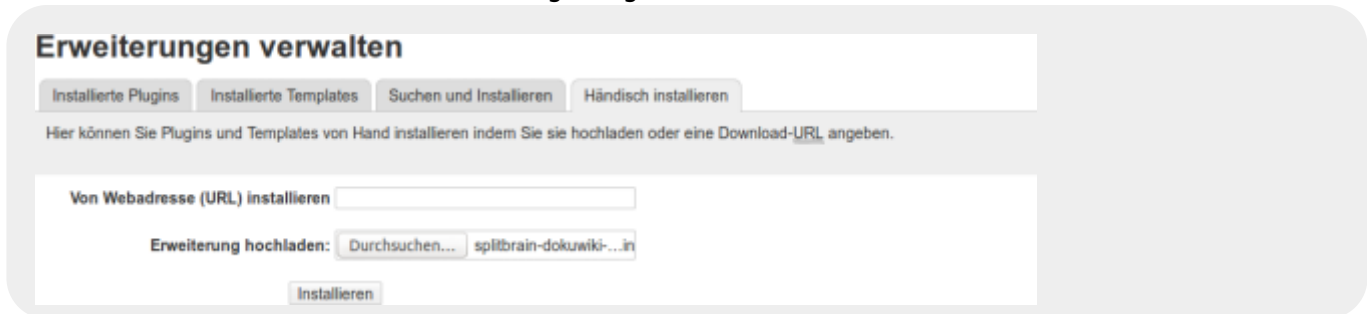 Erweiterungen verwalten
Installierte Plugins Installierte Templates Suchen und Installieren Händisch installieren
Hier können Sie Plugins und Templates von Hand installieren indem Sie sie hochladen oder eine Download-URL angeben.
Von Webadresse (URL) installieren
Erweiterung hochladen: Durchsuchen... splitbrain-dokuwiki-...in
Installieren